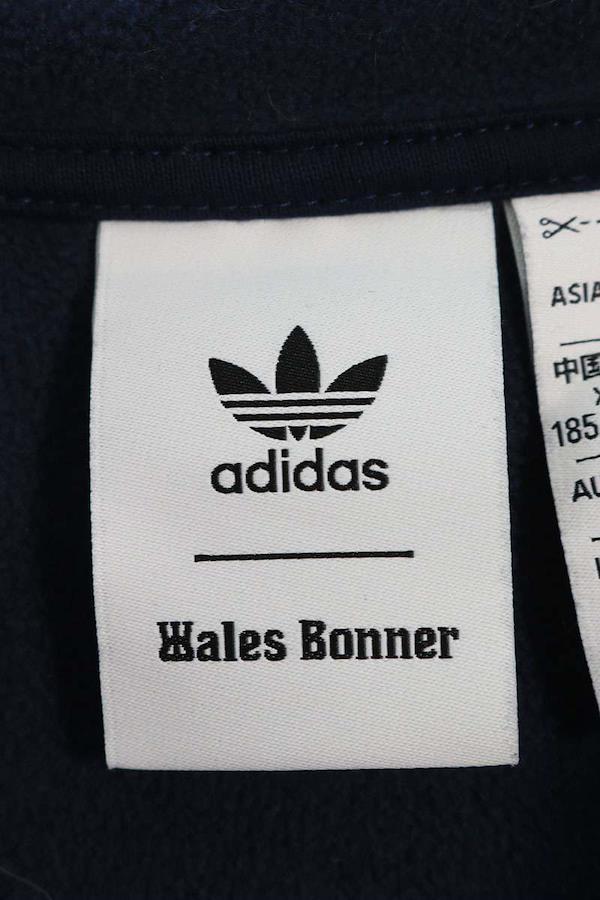 adidas
Wales Bonner
ASIA
中国
185
AU